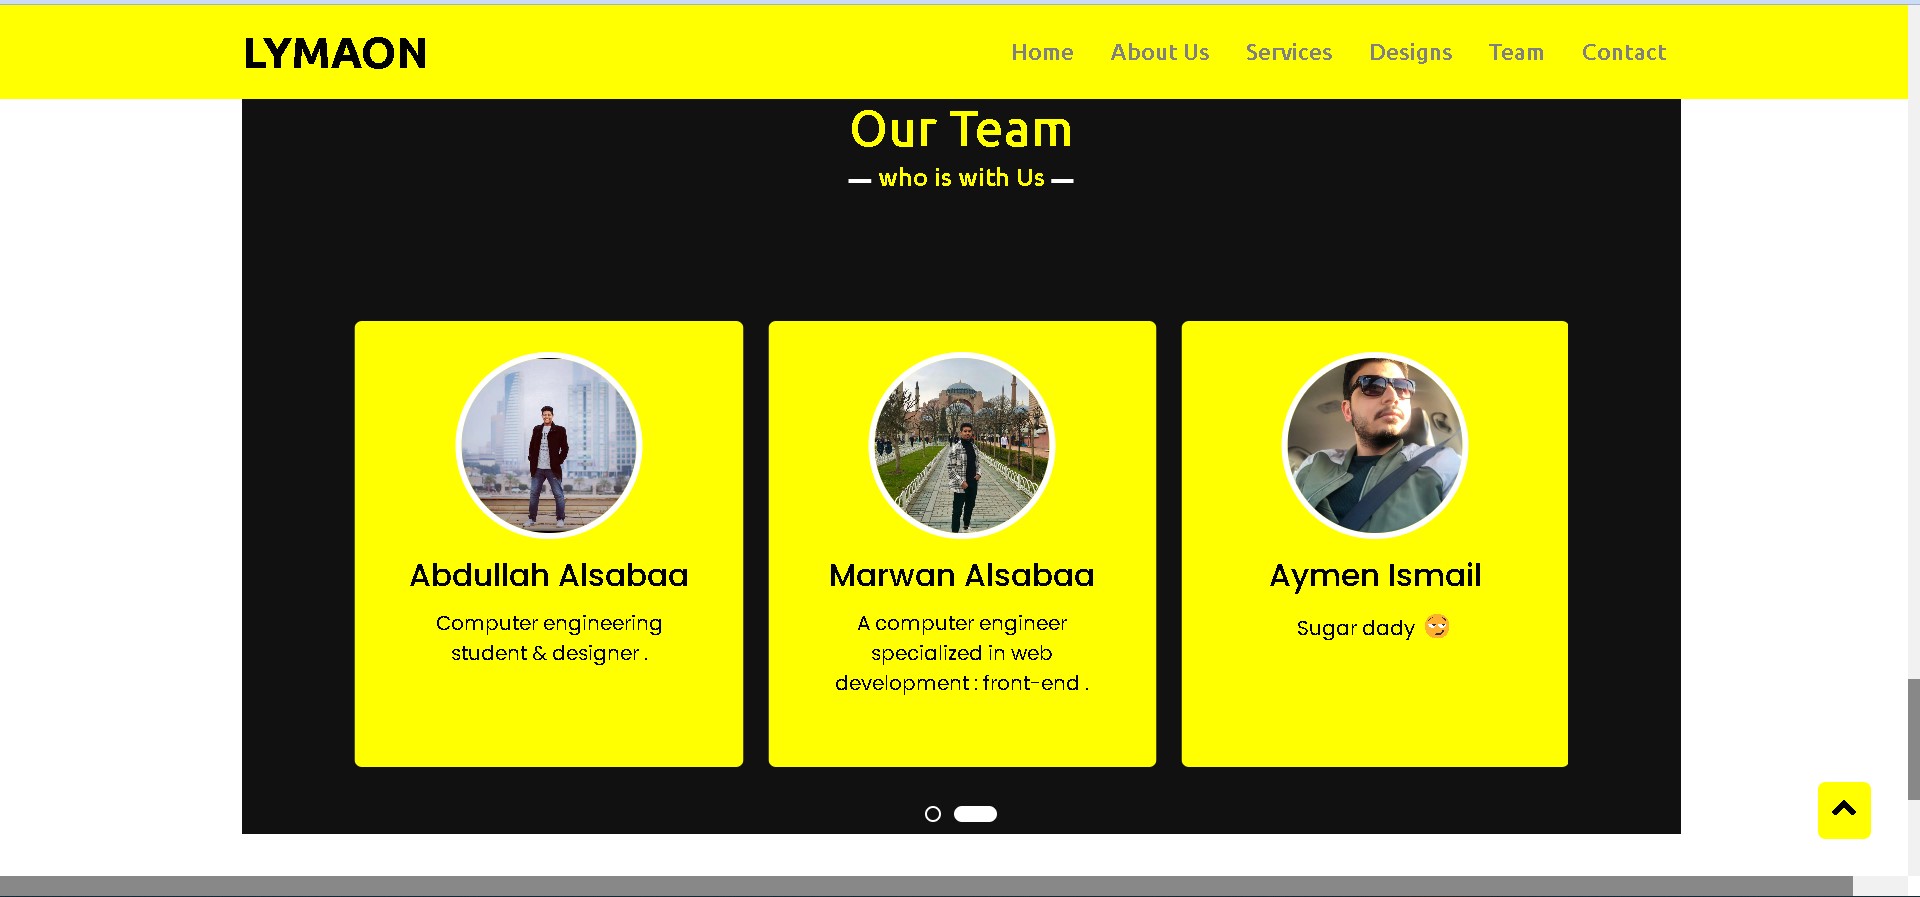 LYMAON
Home About Us Services Designs Team Contact
Our Team
who is with Us
Abdullah Alsabaa
Computer engineering
student & designer .
Marwan Alsabaa
A computer engineer
specialized in web
development : front-end .
Aymen Ismail
Sugar dady 😏